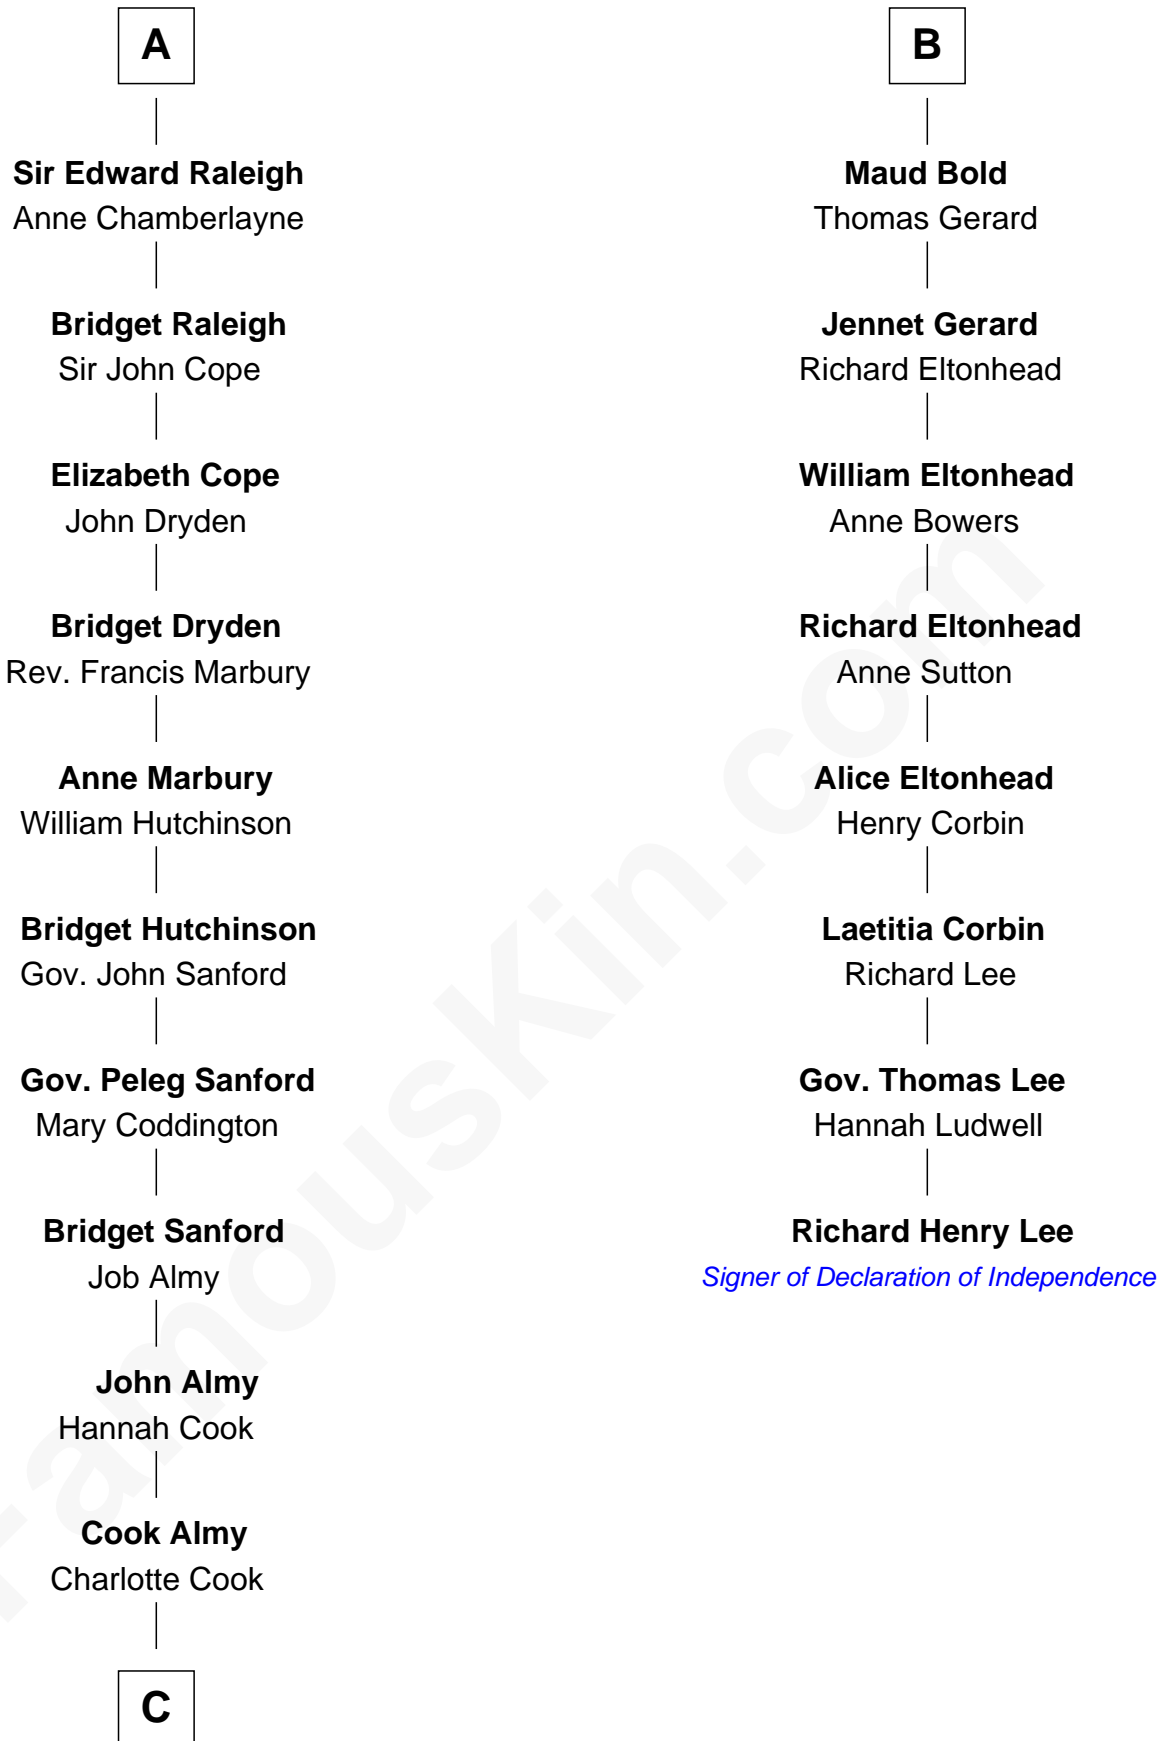 A
Sir Edward Raleigh
Anne Chamberlayne
Bridget Raleigh
Sir John Cope
Elizabeth Cope
John Dryden
Bridget Dryden
Rev. Francis Marbury
Anne Marbury
William Hutchinson
Bridget Hutchinson
Gov. John Sanford
Gov. Peleg Sanford
Mary Coddington
Bridget Sanford
Job Almy
John Almy
Hannah Cook
Cook Almy
Charlotte Cook
C
B
Maud Bold
Thomas Gerard
Jennet Gerard
Richard Eltonhead
William Eltonhead
Anne Bowers
Richard Eltonhead
Anne Sutton
Alice Eltonhead
Henry Corbin
Laetitia Corbin
Richard Lee
Gov. Thomas Lee
Hannah Ludwell
Richard Henry Lee
Signer of Declaration of Independence
FamousKin.com